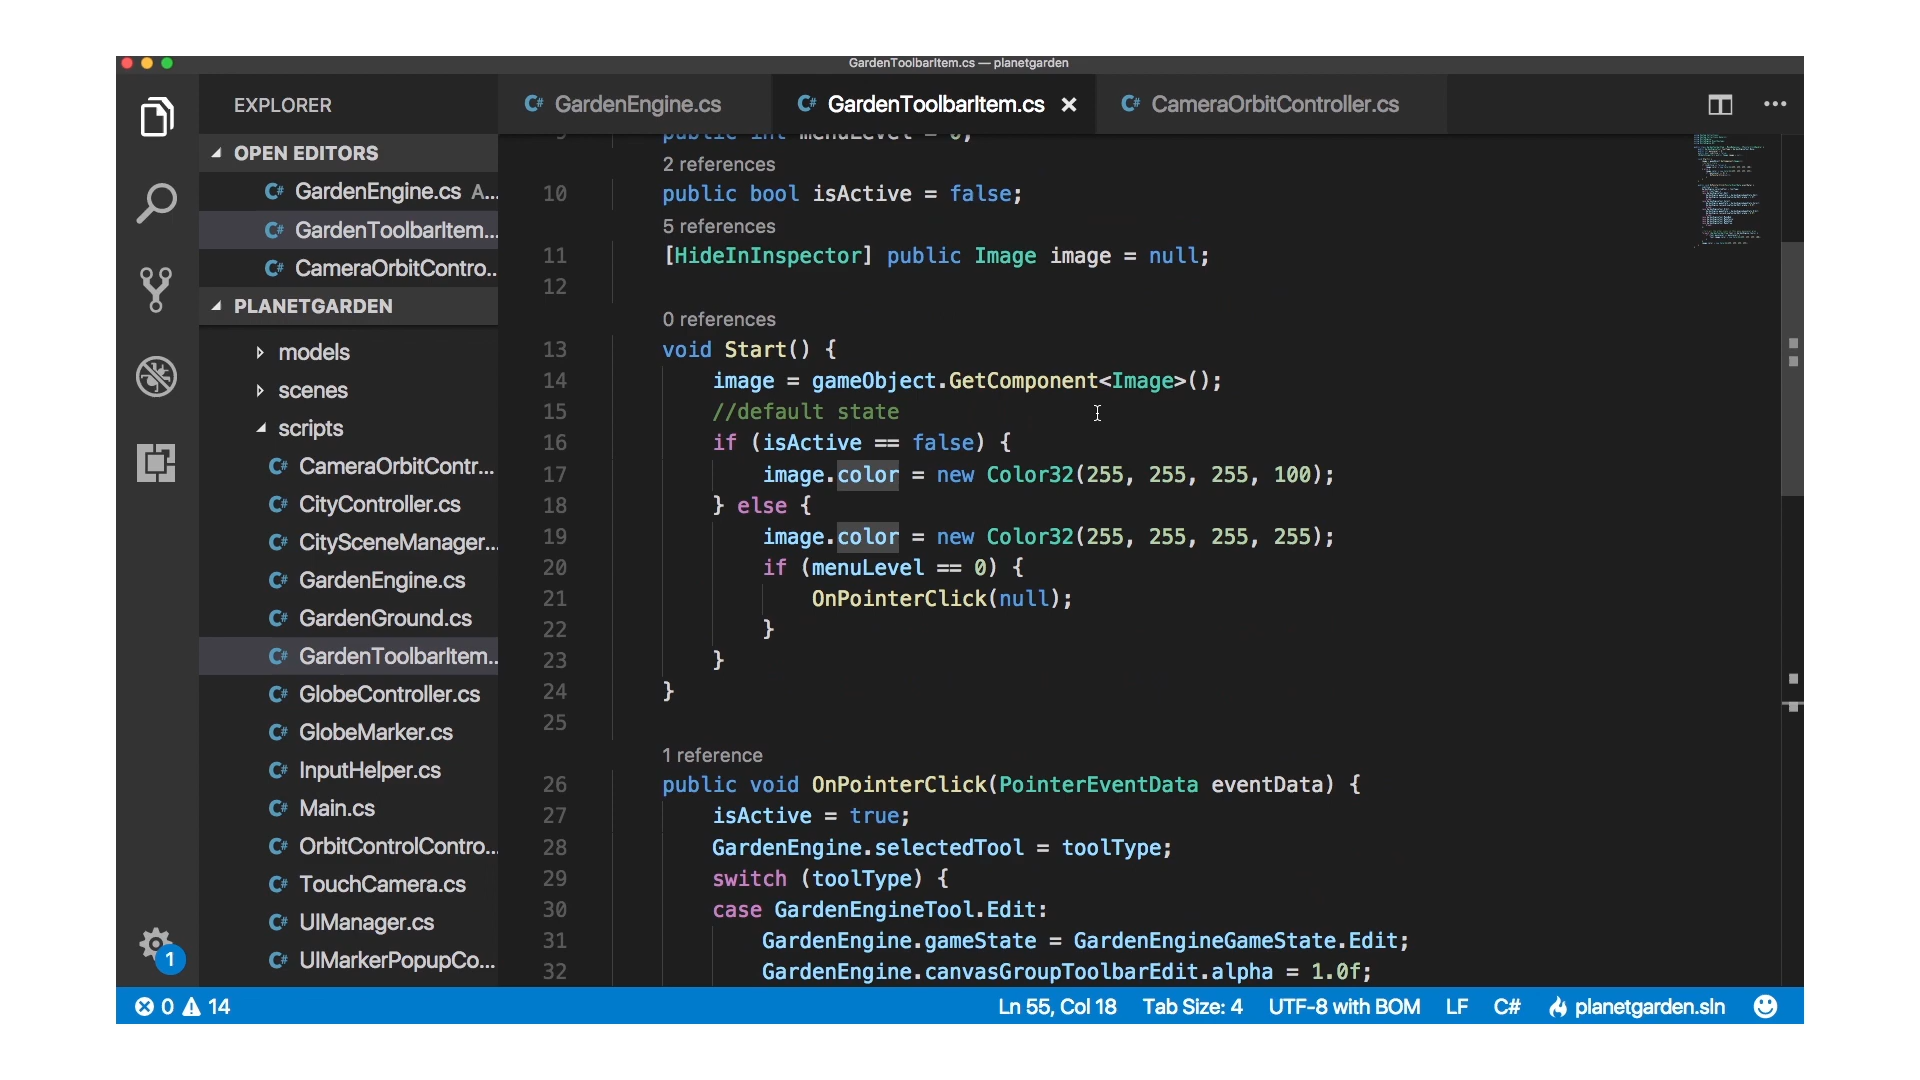 GardenToolbarItem.cs — planetgarden
EXPLORER
OPEN EDITORS
C# GardenEngine.cs A...
C# GardenToolbarItem...
C# CameraOrbitContro...
PLANETGARDEN
models
scenes
scripts
C# CameraOrbitContr...
C# CityController.cs
C# CitySceneManager...
C# GardenEngine.cs
C# GardenGround.cs
C# GardenToolbarItem...
C# GlobeController.cs
C# GlobeMarker.cs
C# InputHelper.cs
C# Main.cs
C# OrbitControlContro...
C# TouchCamera.cs
C# UIManager.cs
C# UIMarkerPopupCo...
1
C# GardenEngine.cs
C# GardenToolbarItem.cs ×
C# CameraOrbitController.cs
9 public int menuLevel = 0;
2 references
10 public bool isActive = false;
5 references
11 [HideInInspector] public Image image = null;
12
0 references
13 void Start() {
14 image = gameObject.GetComponent<Image>();
15 //default state
16 if (isActive == false) {
17 image.color = new Color32(255, 255, 255, 100);
18 } else {
19 image.color = new Color32(255, 255, 255, 255);
20 if (menuLevel == 0) {
21 OnPointerClick(null);
22 }
23 }
24 }
25
1 reference
26 public void OnPointerClick(PointerEventData eventData) {
27 isActive = true;
28 GardenEngine.selectedTool = toolType;
29 switch (toolType) {
30 case GardenEngineTool.Edit:
31 GardenEngine.gameState = GardenEngineGameState.Edit;
32 GardenEngine.canvasGroupToolbarEdit.alpha = 1.0f;
0 14
Ln 55, Col 18 Tab Size: 4 UTF-8 with BOM LF C# planetgarden.sln